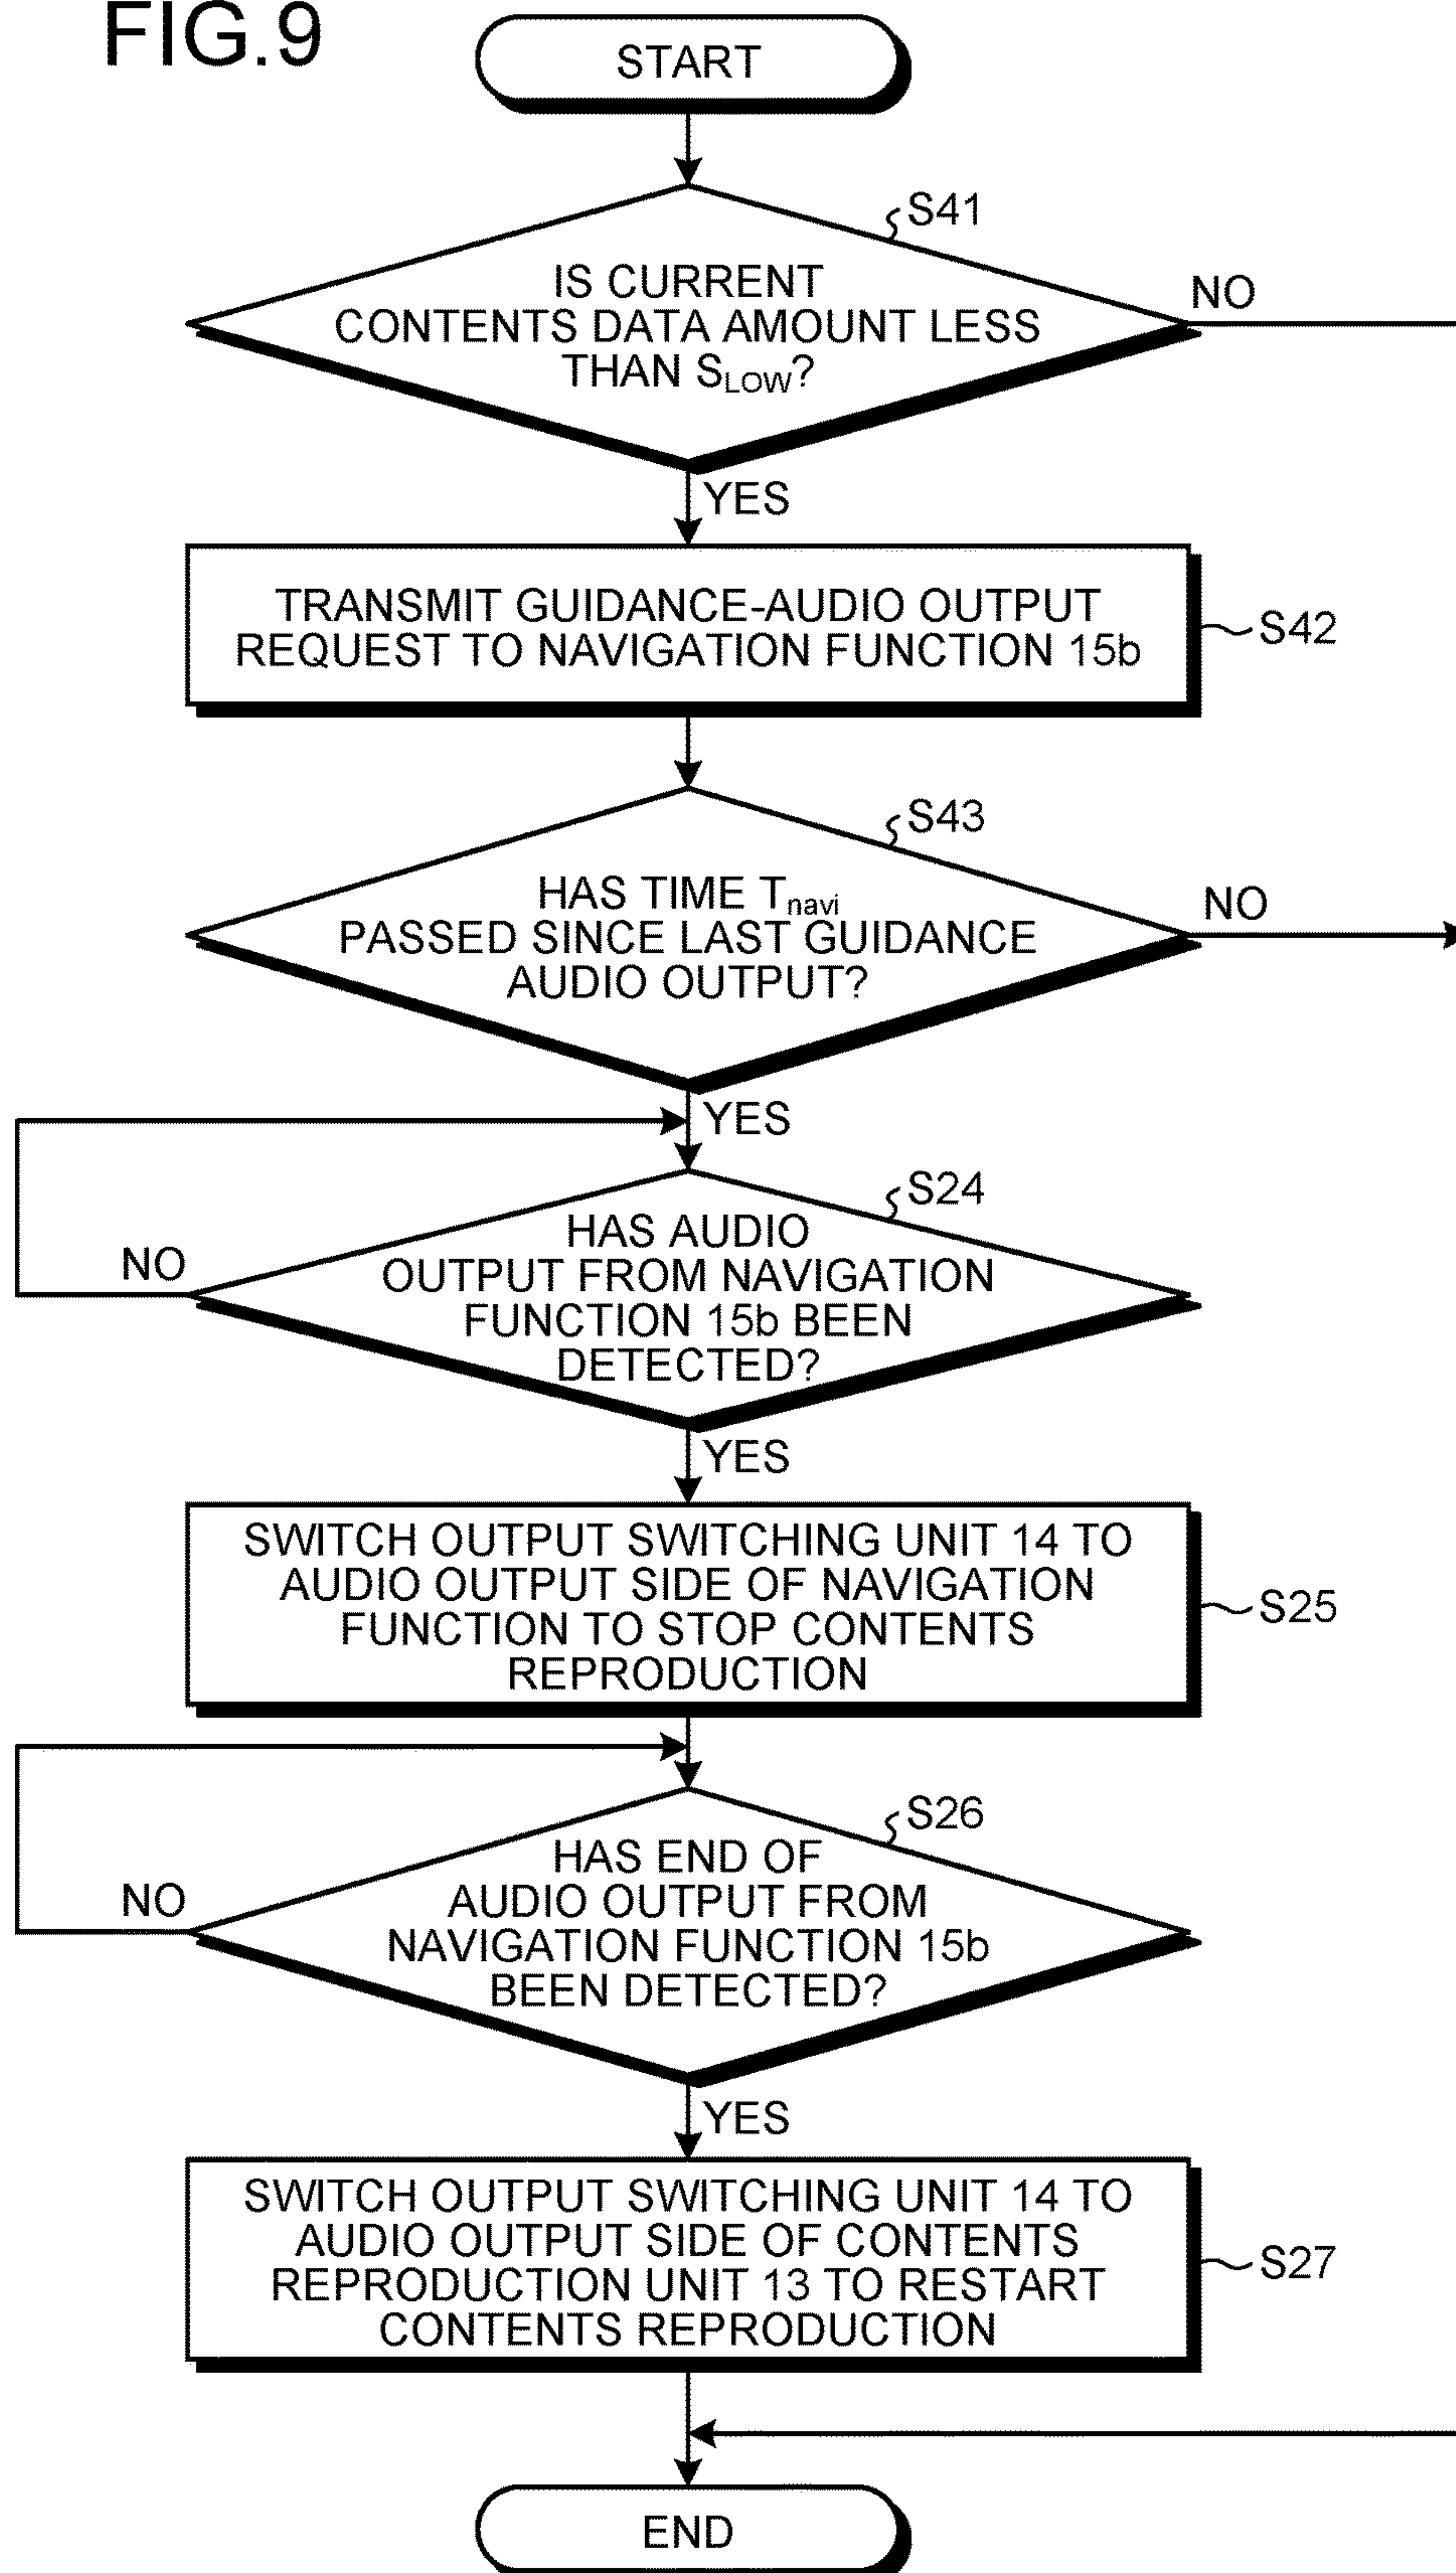 FIG.9
START
S41
IS CURRENT
CONTENTS DATA AMOUNT LESS
THAN SLOW?
NO
YES
TRANSMIT GUIDANCE-AUDIO OUTPUT
REQUEST TO NAVIGATION FUNCTION 15b
S42
S43
HAS TIME Tnavi
PASSED SINCE LAST GUIDANCE
AUDIO OUTPUT?
NO
YES
S24
HAS AUDIO
OUTPUT FROM NAVIGATION
FUNCTION 15b BEEN
DETECTED?
NO
YES
SWITCH OUTPUT SWITCHING UNIT 14 TO
AUDIO OUTPUT SIDE OF NAVIGATION
FUNCTION TO STOP CONTENTS
REPRODUCTION
S25
S26
HAS END OF
AUDIO OUTPUT FROM
NAVIGATION FUNCTION 15b
BEEN DETECTED?
NO
YES
SWITCH OUTPUT SWITCHING UNIT 14 TO
AUDIO OUTPUT SIDE OF CONTENTS
REPRODUCTION UNIT 13 TO RESTART
CONTENTS REPRODUCTION
S27
END